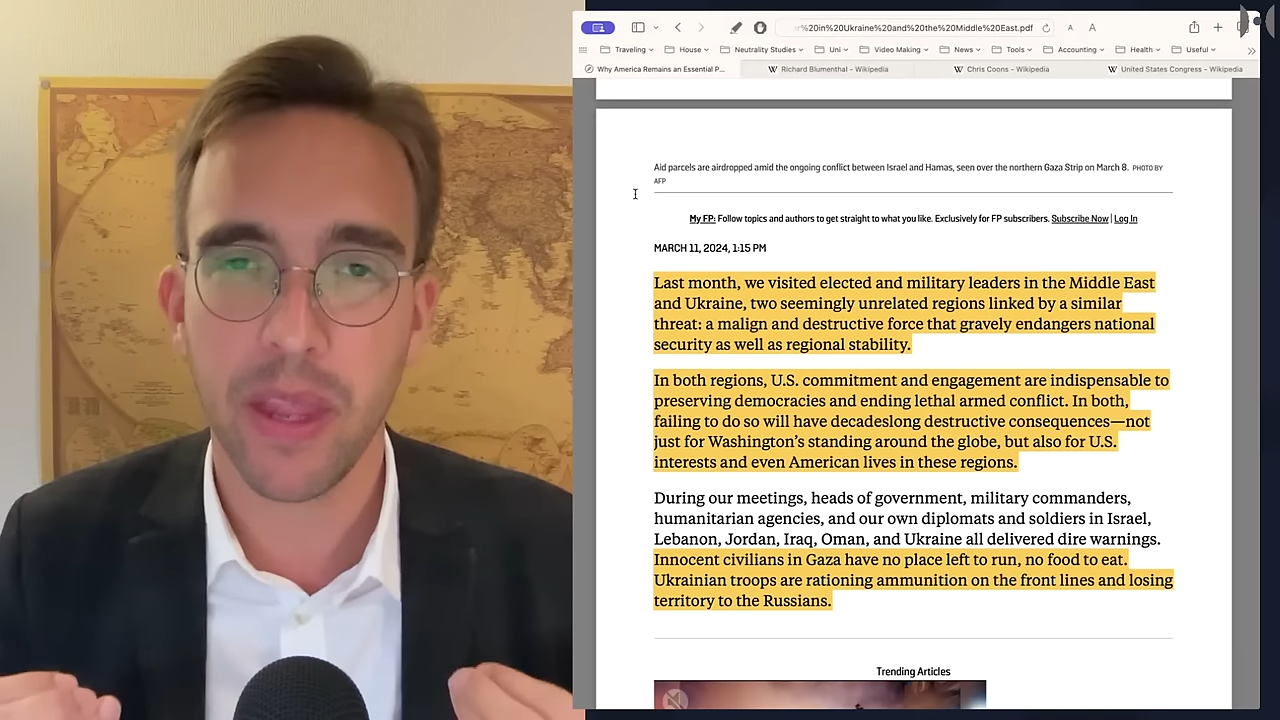 r%20in%20Ukraine%20and%20the%20Middle%20East.pdf
A A
Traveling House Neutrality Studies Uni Video Making News Tools Accounting Health Useful
Why America Remains an Essential P... Richard Blumenthal – Wikipedia Chris Coons – Wikipedia United States Congress – Wikipedia
Aid parcels are airdropped amid the ongoing conflict between Israel and Hamas, seen over the northern Gaza Strip on March 8. PHOTO BY
AFP
My FP: Follow topics and authors to get straight to what you like. Exclusively for FP subscribers. Subscribe Now | Log In
MARCH 11, 2024, 1:15 PM
Last month, we visited elected and military leaders in the Middle East
and Ukraine, two seemingly unrelated regions linked by a similar
threat: a malign and destructive force that gravely endangers national
security as well as regional stability.
In both regions, U.S. commitment and engagement are indispensable to
preserving democracies and ending lethal armed conflict. In both,
failing to do so will have decadeslong destructive consequences—not
just for Washington's standing around the globe, but also for U.S.
interests and even American lives in these regions.
During our meetings, heads of government, military commanders,
humanitarian agencies, and our own diplomats and soldiers in Israel,
Lebanon, Jordan, Iraq, Oman, and Ukraine all delivered dire warnings.
Innocent civilians in Gaza have no place left to run, no food to eat.
Ukrainian troops are rationing ammunition on the front lines and losing
territory to the Russians.
Trending Articles